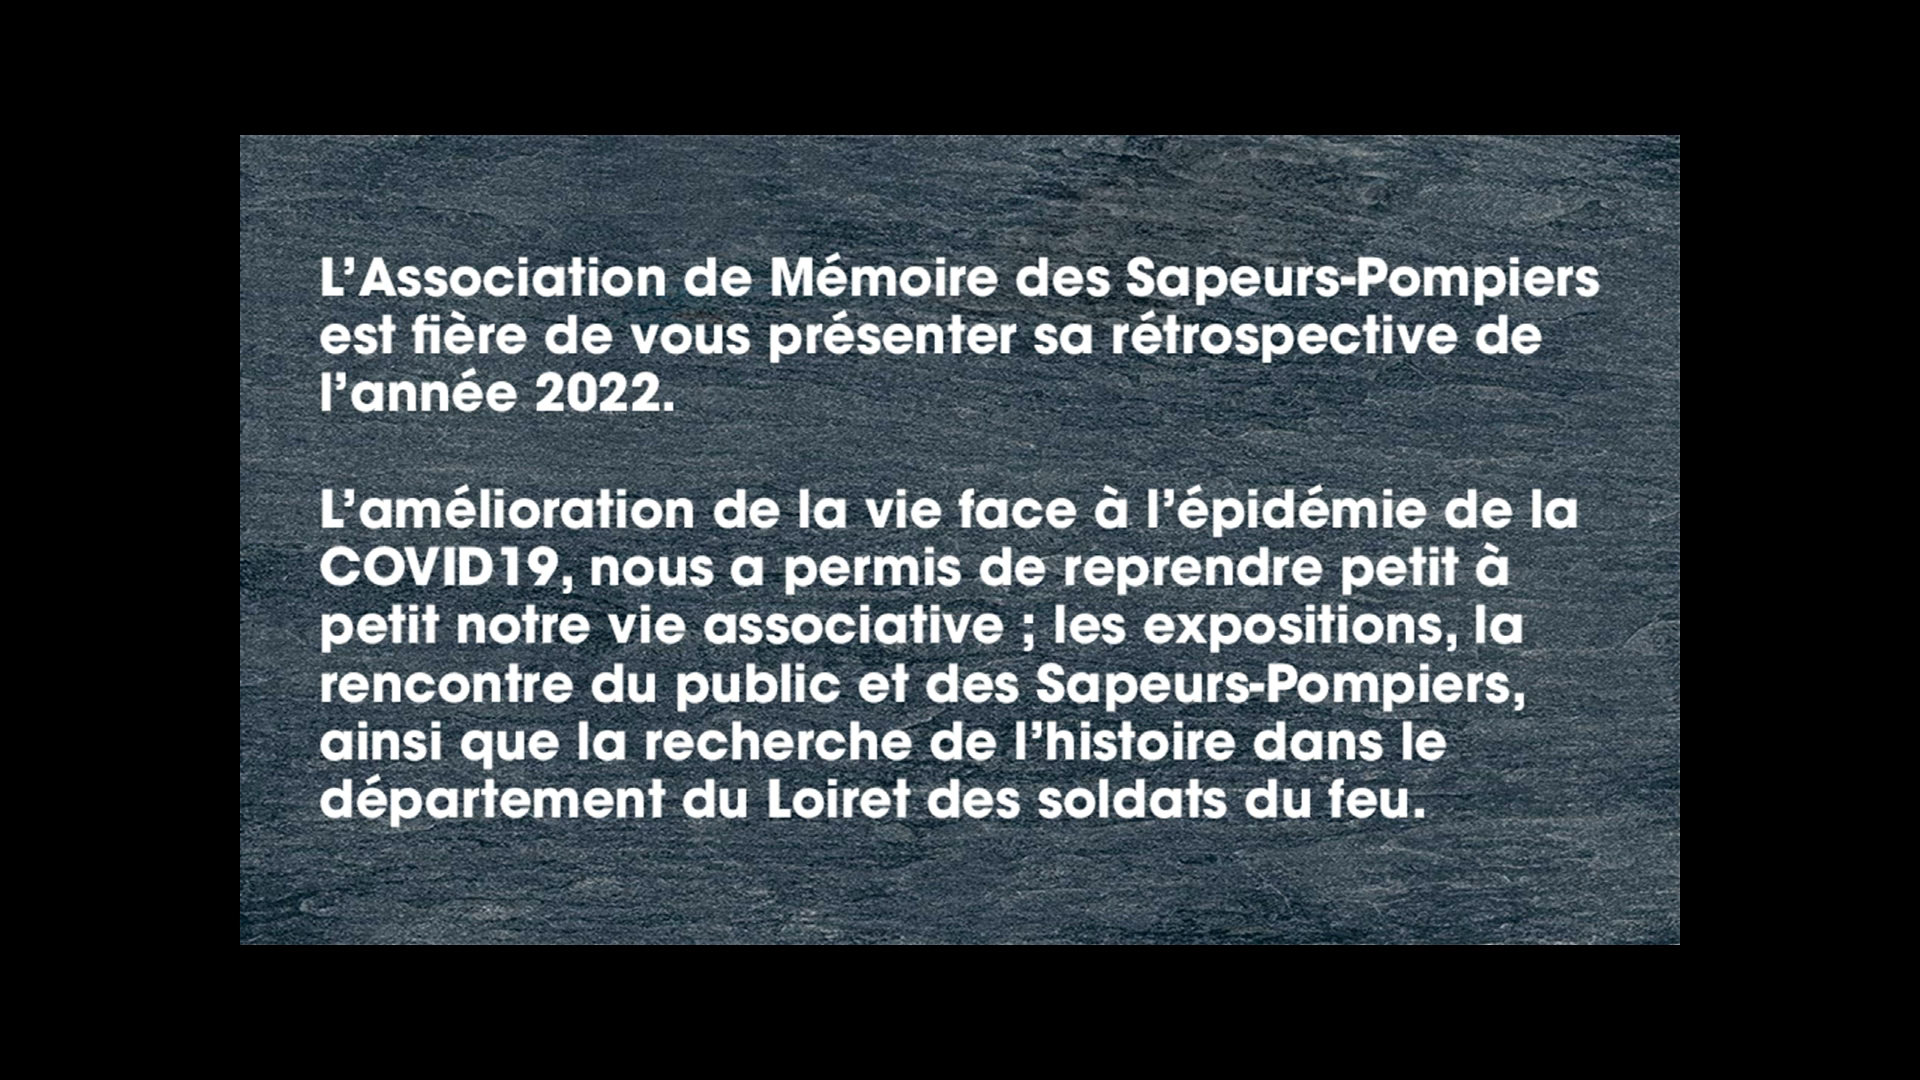 L’Association de Mémoire des Sapeurs-Pompiers
est fière de vous présenter sa rétrospective de
l’année 2022.
L’amélioration de la vie face à l’épidémie de la
COVID19, nous a permis de reprendre petit à
petit notre vie associative ; les expositions, la
rencontre du public et des Sapeurs-Pompiers,
ainsi que la recherche de l’histoire dans le
département du Loiret des soldats du feu.